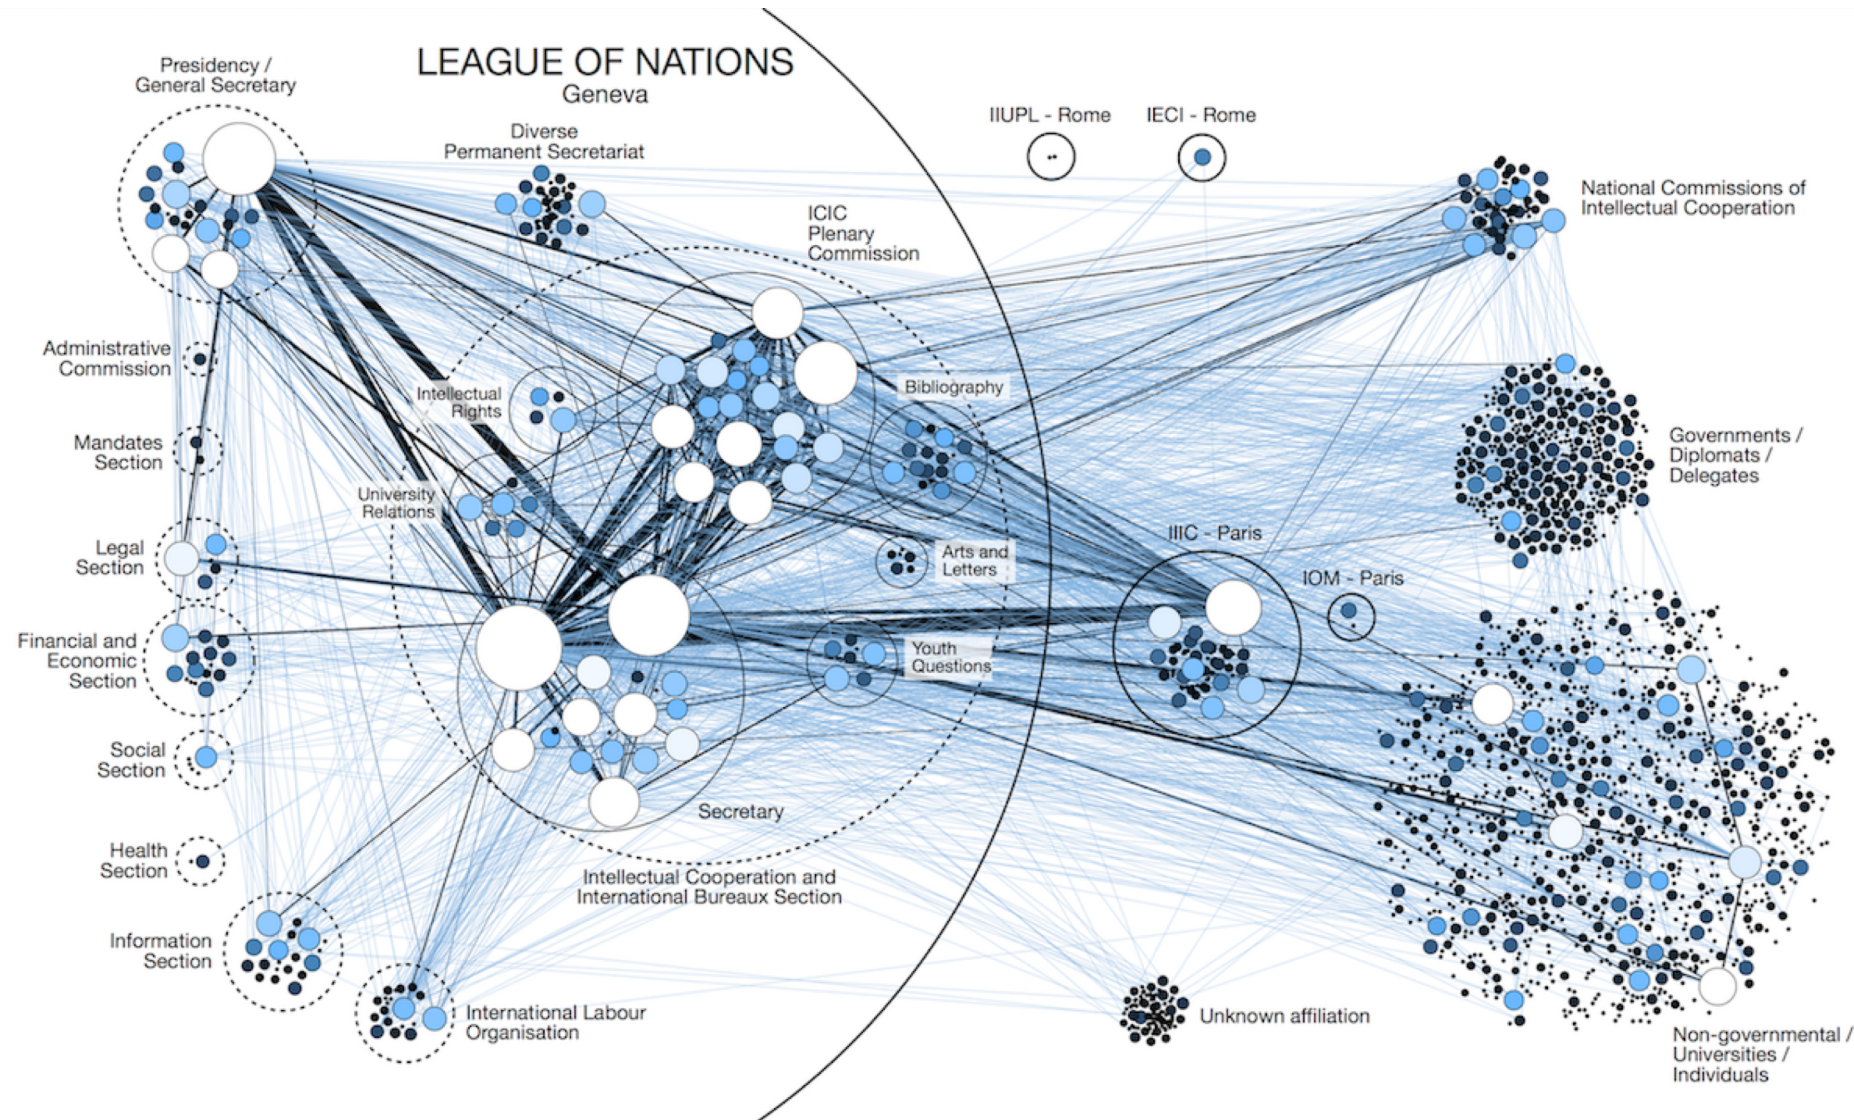 LEAGUE OF NATIONS
Geneva
Presidency /
General Secretary
Diverse
Permanent Secretariat
IIUPL - Rome
IECI - Rome
National Commissions of
Intellectual Cooperation
ICIC
Plenary
Commission
Administrative
Commission
Intellectual
Rights
Bibliography
Governments /
Diplomats /
Delegates
Mandates
Section
University
Relations
Legal
Section
Arts and
Letters
IIIC - Paris
IOM - Paris
Financial and
Economic
Section
Youth
Questions
Social
Section
Secretary
Health
Section
Intellectual Cooperation and
International Bureaux Section
Information
Section
International Labour
Organisation
Unknown affiliation
Non-governmental /
Universities /
Individuals